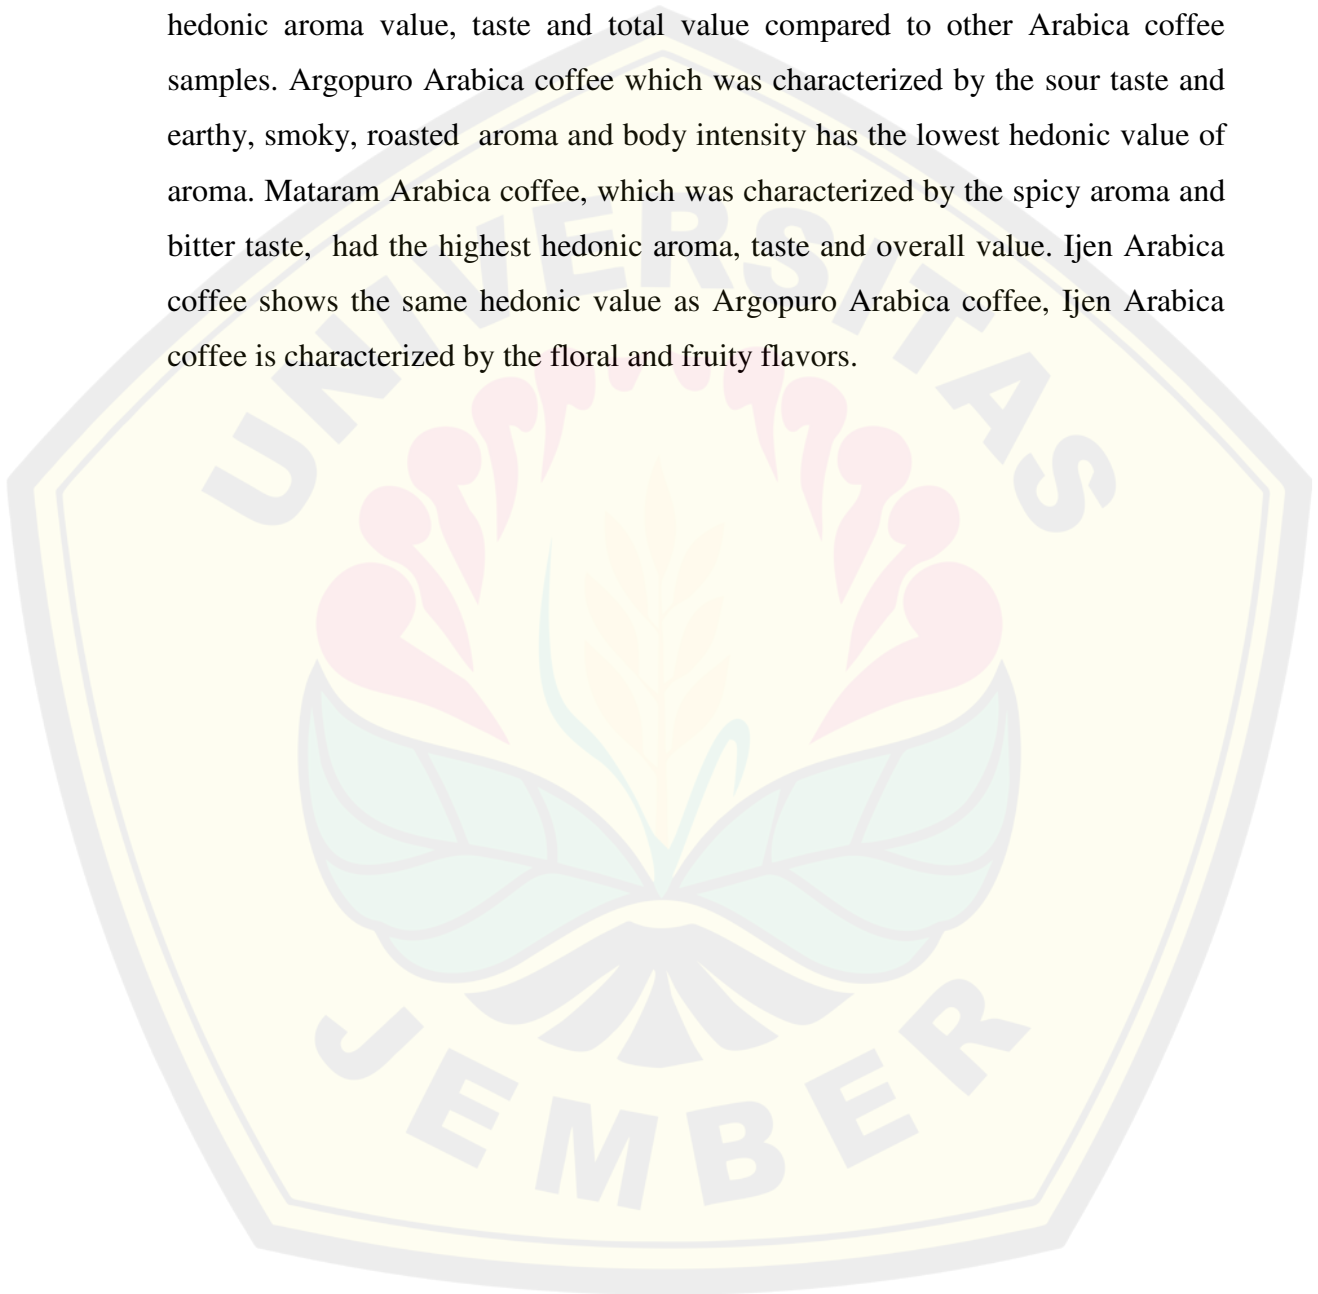 hedonic aroma value, taste and total value compared to other Arabica coffee
samples. Argopuro Arabica coffee which was characterized by the sour taste and
earthy, smoky, roasted  aroma and body intensity has the lowest hedonic value of
aroma. Mataram Arabica coffee, which was characterized by the spicy aroma and
bitter taste,  had the highest hedonic aroma, taste and overall value. Ijen Arabica
coffee shows the same hedonic value as Argopuro Arabica coffee, Ijen Arabica
coffee is characterized by the floral and fruity flavors.
UNIVERSITAS
JEMBER